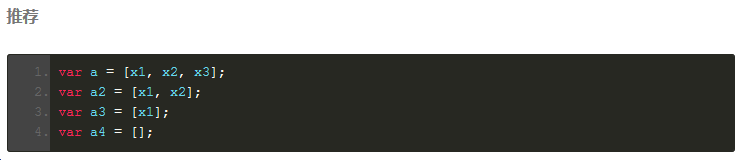 推荐
1. var a = [x1, x2, x3];
2. var a2 = [x1, x2];
3. var a3 = [x1];
4. var a4 = [];